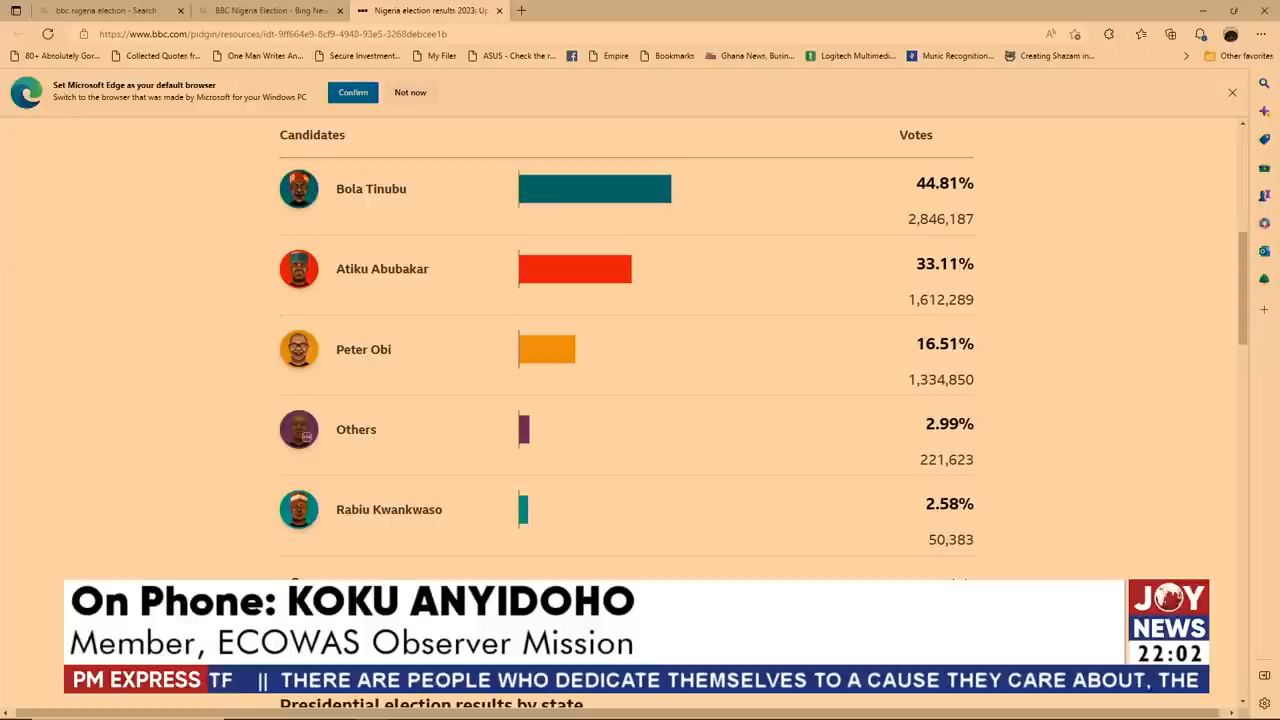 bbc nigeria election - Search
BBC Nigeria Election - Bing New
Nigeria election results 2023: Up
https://www.bbc.com/pidgin/resources/idt-9ff664e9-8cf9-4948-93e5-3268debcee1b
80+ Absolutely Gor...
Collected Quotes fr...
One Man Writes An...
Secure Investment...
My Files
ASUS - Check the r...
Empire
Bookmarks
Ghana News, Busin...
Logitech Multimedi...
Music Recognition...
Creating Shazam in...
Other favorites
Set Microsoft Edge as your default browser
Switch to the browser that was made by Microsoft for your Windows PC
Confirm
Not now
Candidates Votes
Bola Tinubu 44.81%
2,846,187
Atiku Abubakar 33.11%
1,612,289
Peter Obi 16.51%
1,334,850
Others 2.99%
221,623
Rabiu Kwankwaso 2.58%
50,383
On Phone: KOKU ANYIDOHO
Member, ECOWAS Observer Mission
JOY
NEWS
22:02
PM EXPRESS TF || THERE ARE PEOPLE WHO DEDICATE THEMSELVES TO A CAUSE THEY CARE ABOUT, THE
Presidential election results by state